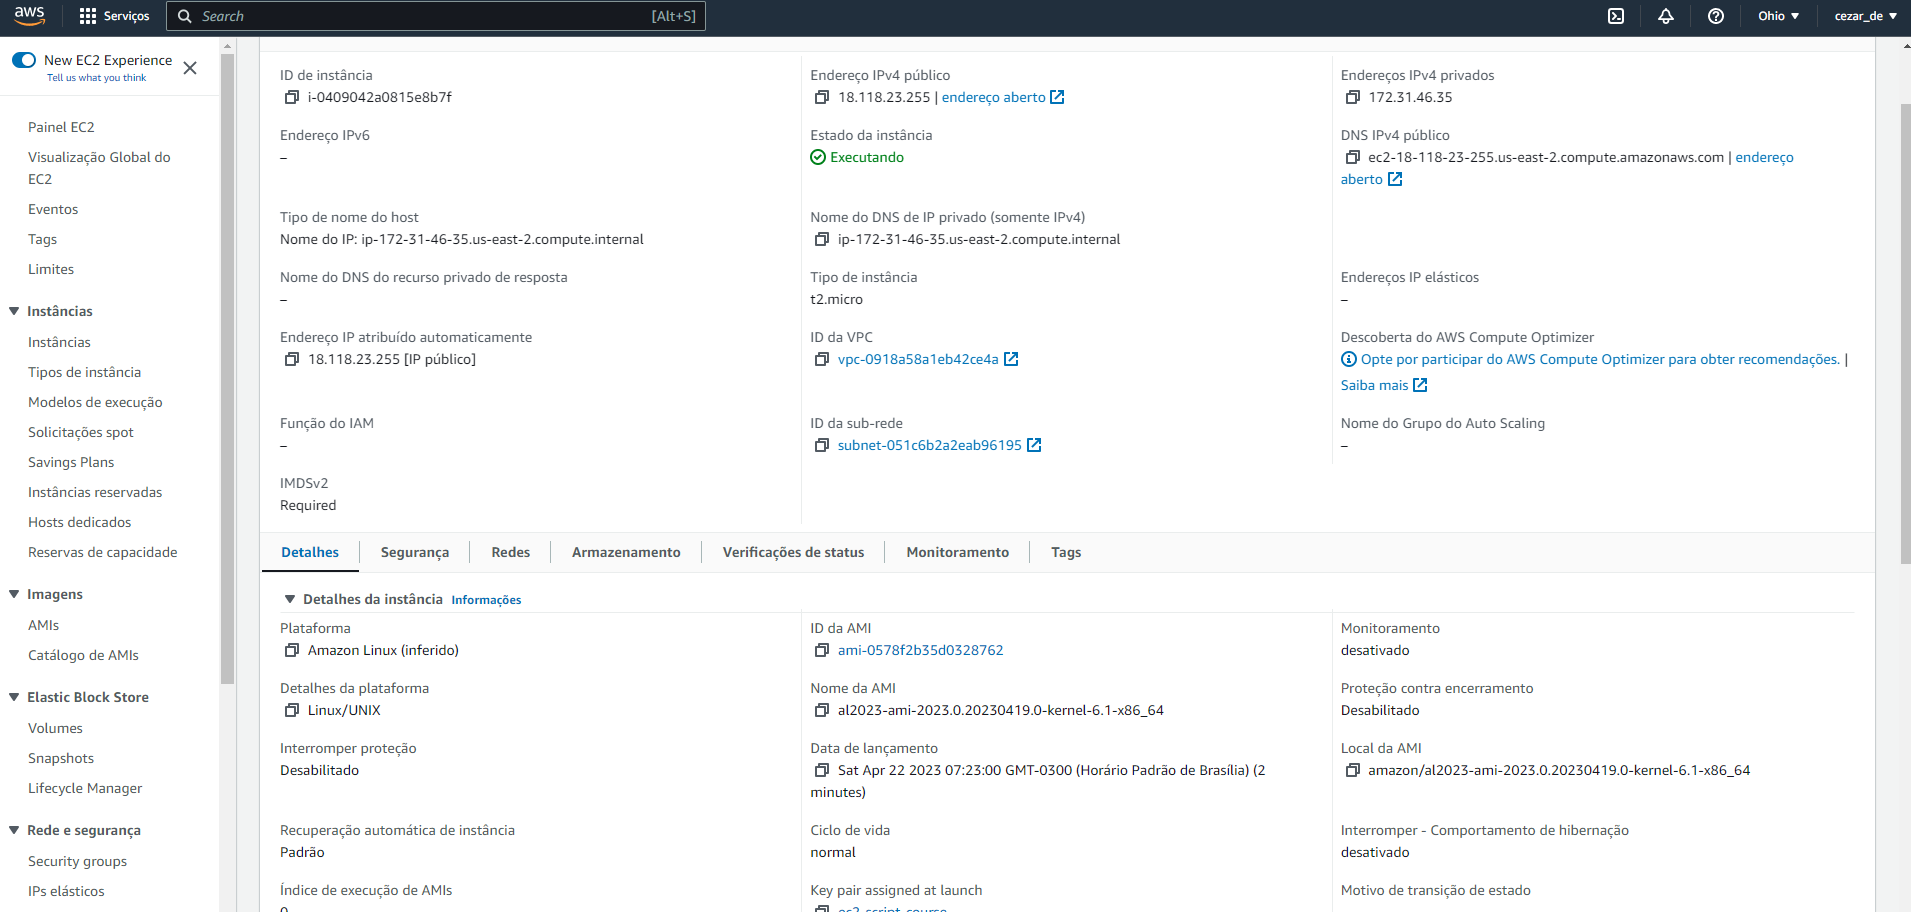 aws
Serviços
Search
[Alt+S]
Ohio
cezar_de
New EC2 Experience
Tell us what you think
Painel EC2
Visualização Global do
EC2
Eventos
Tags
Limites
Instâncias
Instâncias
Tipos de instância
Modelos de execução
Solicitações spot
Savings Plans
Instâncias reservadas
Hosts dedicados
Reservas de capacidade
Imagens
AMIs
Catálogo de AMIs
Elastic Block Store
Volumes
Snapshots
Lifecycle Manager
Rede e segurança
Security groups
IPs elásticos
ID de instância
i-0409042a0815e8b7f
Endereço IPv4 público
18.118.23.255 | endereço aberto
Endereços IPv4 privados
172.31.46.35
Endereço IPv6
–
Estado da instância
Executando
DNS IPv4 público
ec2-18-118-23-255.us-east-2.compute.amazonaws.com | endereço
aberto
Tipo de nome do host
Nome do IP: ip-172-31-46-35.us-east-2.compute.internal
Nome do DNS de IP privado (somente IPv4)
ip-172-31-46-35.us-east-2.compute.internal
Nome do DNS do recurso privado de resposta
–
Tipo de instância
t2.micro
Endereços IP elásticos
–
Endereço IP atribuído automaticamente
18.118.23.255 [IP público]
ID da VPC
vpc-0918a58a1eb42ce4a
Descoberta do AWS Compute Optimizer
Opte por participar do AWS Compute Optimizer para obter recomendações. |
Saiba mais
Função do IAM
–
ID da sub-rede
subnet-051c6b2a2eab96195
Nome do Grupo do Auto Scaling
–
IMDSv2
Required
Detalhes
Segurança
Redes
Armazenamento
Verificações de status
Monitoramento
Tags
Detalhes da instância Informações
Plataforma
Amazon Linux (inferido)
ID da AMI
ami-0578f2b35d0328762
Monitoramento
desativado
Detalhes da plataforma
Linux/UNIX
Nome da AMI
al2023-ami-2023.0.20230419.0-kernel-6.1-x86_64
Proteção contra encerramento
Desabilitado
Interromper proteção
Desabilitado
Data de lançamento
Sat Apr 22 2023 07:23:00 GMT-0300 (Horário Padrão de Brasília) (2
minutes)
Local da AMI
amazon/al2023-ami-2023.0.20230419.0-kernel-6.1-x86_64
Recuperação automática de instância
Padrão
Ciclo de vida
normal
Interromper - Comportamento de hibernação
desativado
Índice de execução de AMIs
0
Key pair assigned at launch
ec2-script-course
Motivo de transição de estado